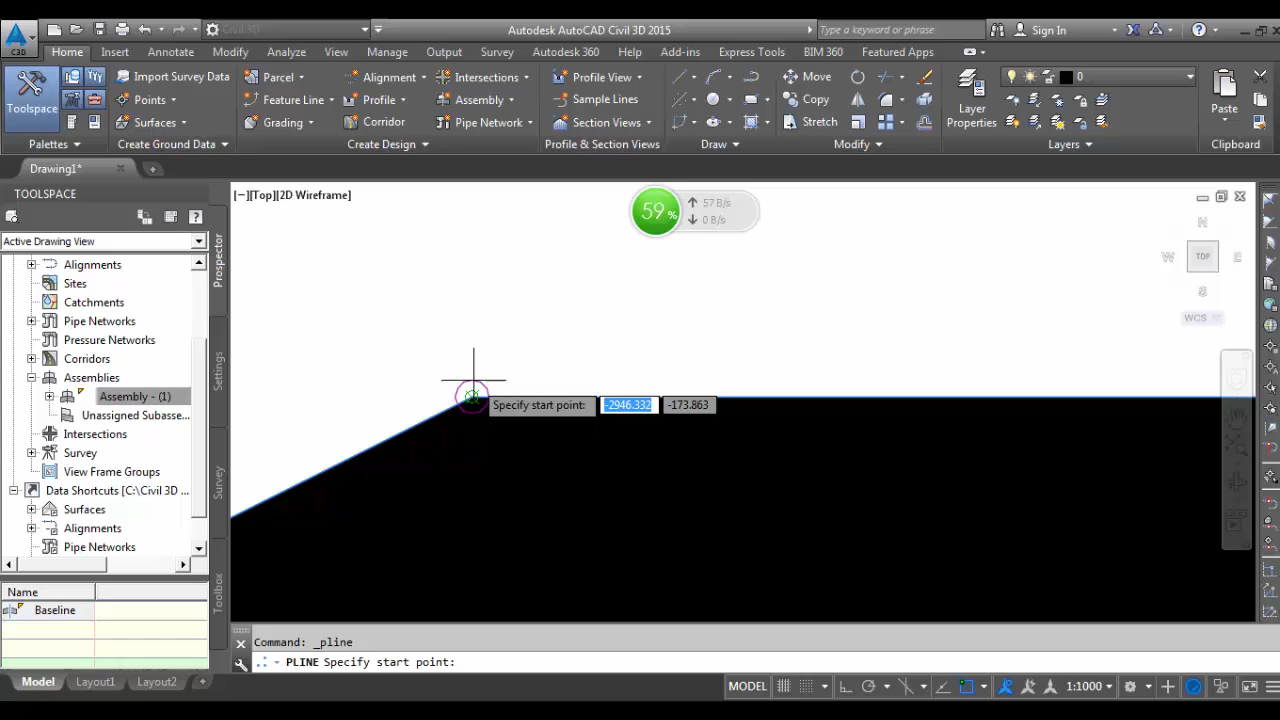 Civil 3D
Autodesk AutoCAD Civil 3D 2015
Drawing1.dwg
Type a keyword or phrase
Sign In
C3D
Home Insert Annotate Modify Analyze View Manage Output Survey Autodesk 360 Help Add-ins Express Tools BIM 360 Featured Apps
Toolspace
Import Survey Data
Points
Surfaces
Parcel
Feature Line
Grading
Alignment
Profile
Corridor
Intersections
Assembly
Pipe Network
Profile View
Sample Lines
Section Views
Move
Copy
Stretch
Layer
Properties
0
Paste
Palettes
Create Ground Data
Create Design
Profile & Section Views
Draw
Modify
Layers
Clipboard
Drawing1*
TOOLSPACE
Active Drawing View
Alignments
Sites
Catchments
Pipe Networks
Pressure Networks
Corridors
Assemblies
Assembly - (1)
Unassigned Subasse...
Intersections
Survey
View Frame Groups
Data Shortcuts [C:\Civil 3D ...
Surfaces
Alignments
Pipe Networks
Name
Baseline
Prospector
Settings
Survey
Toolbox
[−][Top][2D Wireframe]
59 %
57 B/s
0 B/s
N
W
TOP
E
S
WCS
Specify start point: -2946.332 -173.863
Command: _pline
PLINE Specify start point:
Model Layout1 Layout2
MODEL
1:1000